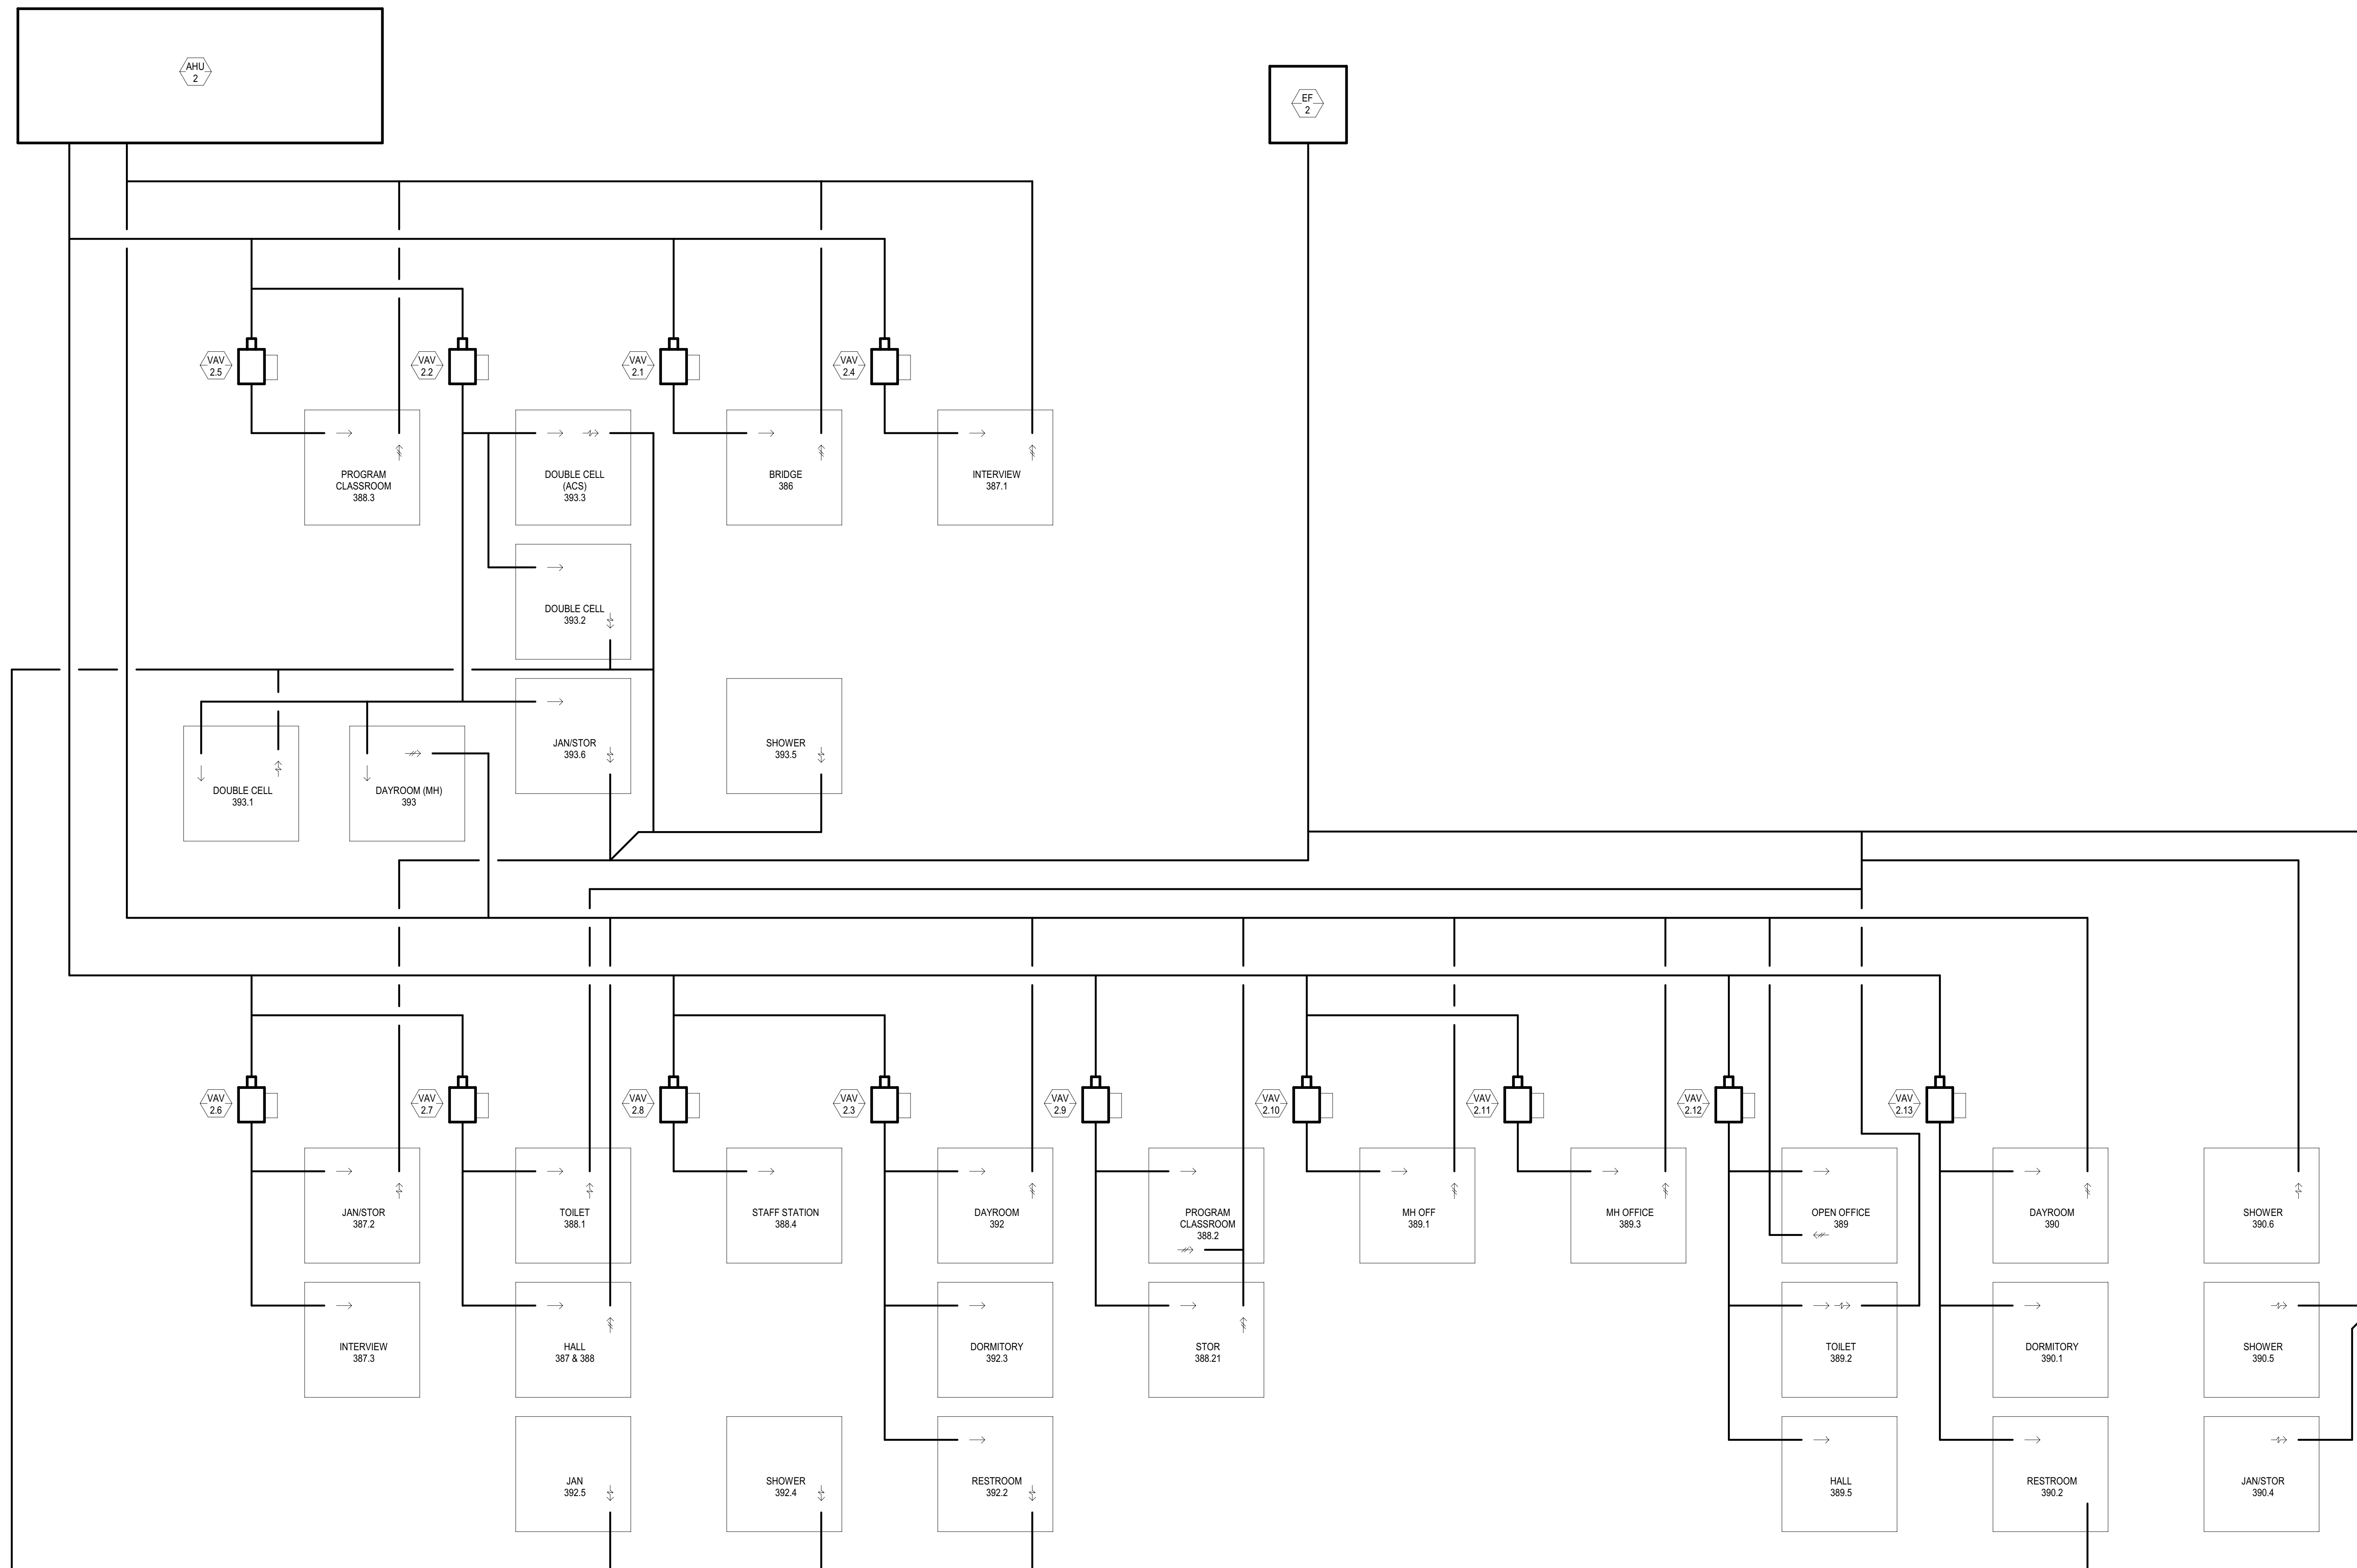 AHU
2
EF
2
VAV
2.5
VAV
2.2
VAV
2.1
VAV
2.4
PROGRAM
CLASSROOM
388.3
DOUBLE CELL
(ACS)
393.3
BRIDGE
386
INTERVIEW
387.1
DOUBLE CELL
393.2
JAN/STOR
393.6
SHOWER
393.5
DOUBLE CELL
393.1
DAYROOM (MH)
393
VAV
2.6
VAV
2.7
VAV
2.8
VAV
2.3
VAV
2.9
VAV
2.10
VAV
2.11
VAV
2.12
VAV
2.13
JAN/STOR
387.2
TOILET
388.1
STAFF STATION
388.4
DAYROOM
392
PROGRAM
CLASSROOM
388.2
MH OFF
389.1
MH OFFICE
389.3
OPEN OFFICE
389
DAYROOM
390
SHOWER
390.6
INTERVIEW
387.3
HALL
387 & 388
DORMITORY
392.3
STOR
388.21
TOILET
389.2
DORMITORY
390.1
SHOWER
390.5
JAN
392.5
SHOWER
392.4
RESTROOM
392.2
HALL
389.5
RESTROOM
390.2
JAN/STOR
390.4